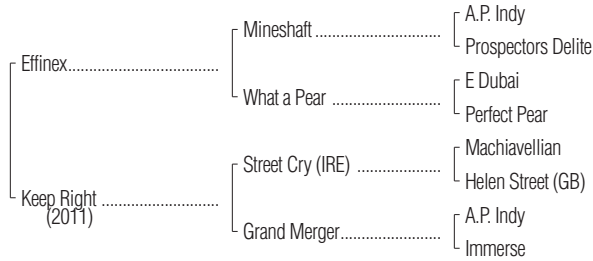 A.P. Indy
Mineshaft
Prospectors Delite
Effinex
E Dubai
What a Pear
Perfect Pear
Machiavellian
Street Cry (IRE)
Helen Street (GB)
Keep Right
(2011)
A.P. Indy
Grand Merger
Immerse